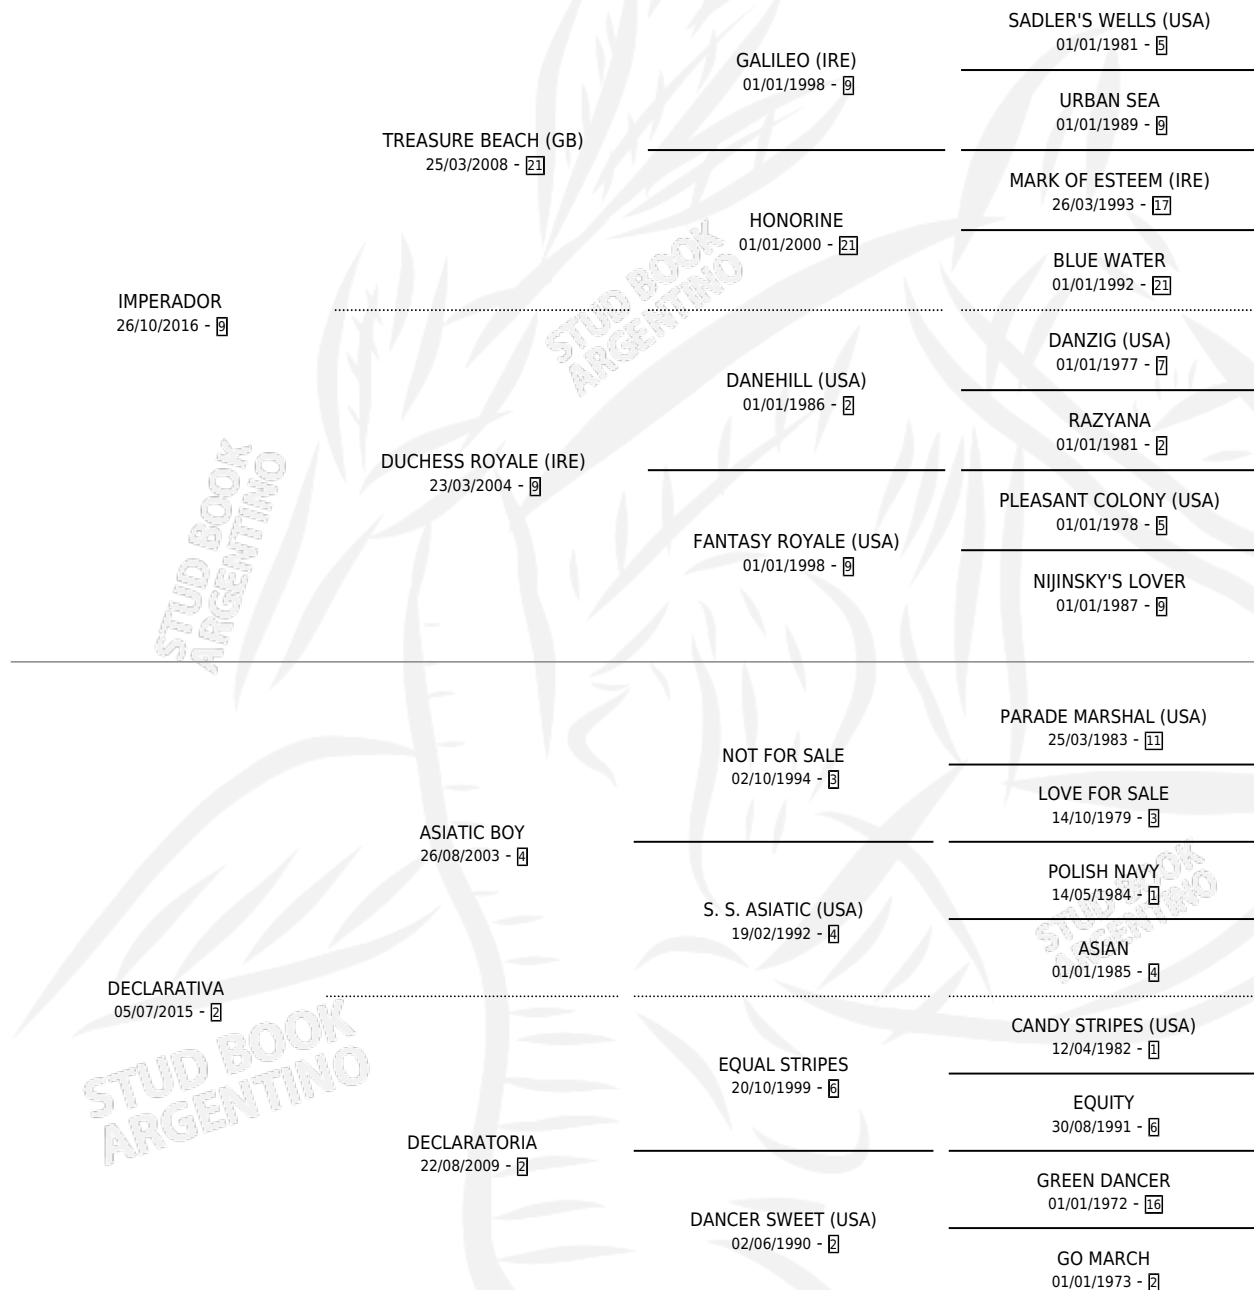 SADLER'S WELLS (USA)
01/01/1981 - 5
GALILEO (IRE)
01/01/1998 - 9
URBAN SEA
01/01/1989 - 9
TREASURE BEACH (GB)
25/03/2008 - 21
MARK OF ESTEEM (IRE)
26/03/1993 - 17
HONORINE
01/01/2000 - 21
BLUE WATER
01/01/1992 - 21
IMPERADOR
26/10/2016 - 9
DANZIG (USA)
01/01/1977 - 7
DANEHILL (USA)
01/01/1986 - 2
RAZYANA
01/01/1981 - 2
DUCHESS ROYALE (IRE)
23/03/2004 - 9
PLEASANT COLONY (USA)
01/01/1978 - 5
FANTASY ROYALE (USA)
01/01/1998 - 9
NIJINSKY'S LOVER
01/01/1987 - 9
PARADE MARSHAL (USA)
25/03/1983 - 11
NOT FOR SALE
02/10/1994 - 3
LOVE FOR SALE
14/10/1979 - 3
ASIATIC BOY
26/08/2003 - 4
POLISH NAVY
14/05/1984 - 1
S. S. ASIATIC (USA)
19/02/1992 - 4
ASIAN
01/01/1985 - 4
DECLARATIVA
05/07/2015 - 2
CANDY STRIPES (USA)
12/04/1982 - 1
EQUAL STRIPES
20/10/1999 - 6
EQUITY
30/08/1991 - 6
DECLARATORIA
22/08/2009 - 2
GREEN DANCER
01/01/1972 - 16
DANCER SWEET (USA)
02/06/1990 - 2
GO MARCH
01/01/1973 - 2
STUD BOOK
ARGENTINO
STUD BOOK
ARGENTINO
STUD BOOK
ARGENTINO
STUD BOOK
ARGENTINO